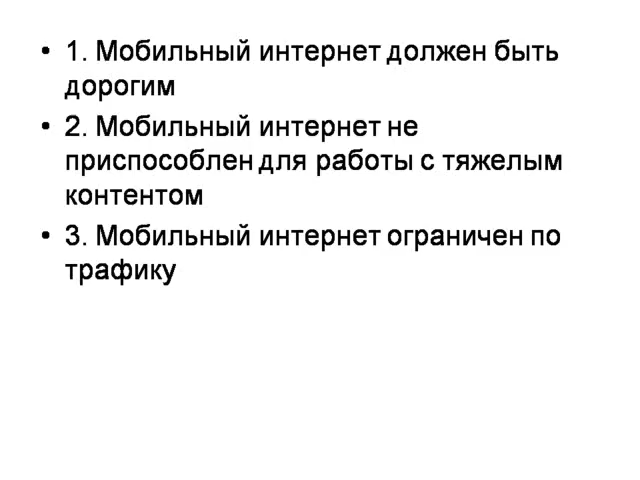 • 1. Мобильный интернет должен быть
дорогим
• 2. Мобильный интернет не
приспособлен для работы с тяжелым
контентом
• 3. Мобильный интернет ограничен по
трафику